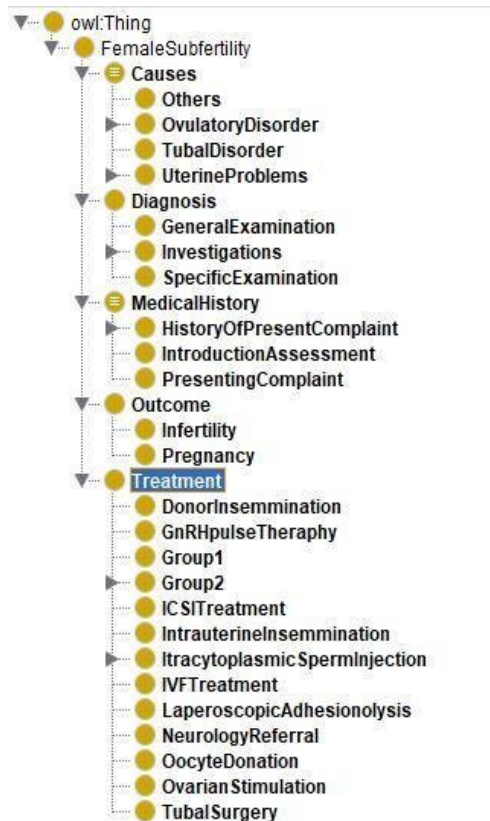 owl:Thing
FemaleSubfertility
Causes
Others
OvulatoryDisorder
TubalDisorder
UterineProblems
Diagnosis
GeneralExamination
Investigations
SpecificExamination
MedicalHistory
HistoryOfPresentComplaint
IntroductionAssessment
PresentingComplaint
Outcome
Infertility
Pregnancy
Treatment
DonorInsemmination
GnRHpulseTheraphy
Group1
Group2
ICSITreatment
IntrauterineInsemmination
ItracytoplasmicSpermInjection
IVFTreatment
LaperoscopicAdhesionolysis
NeurologyReferral
OocyteDonation
OvarianStimulation
TubalSurgery